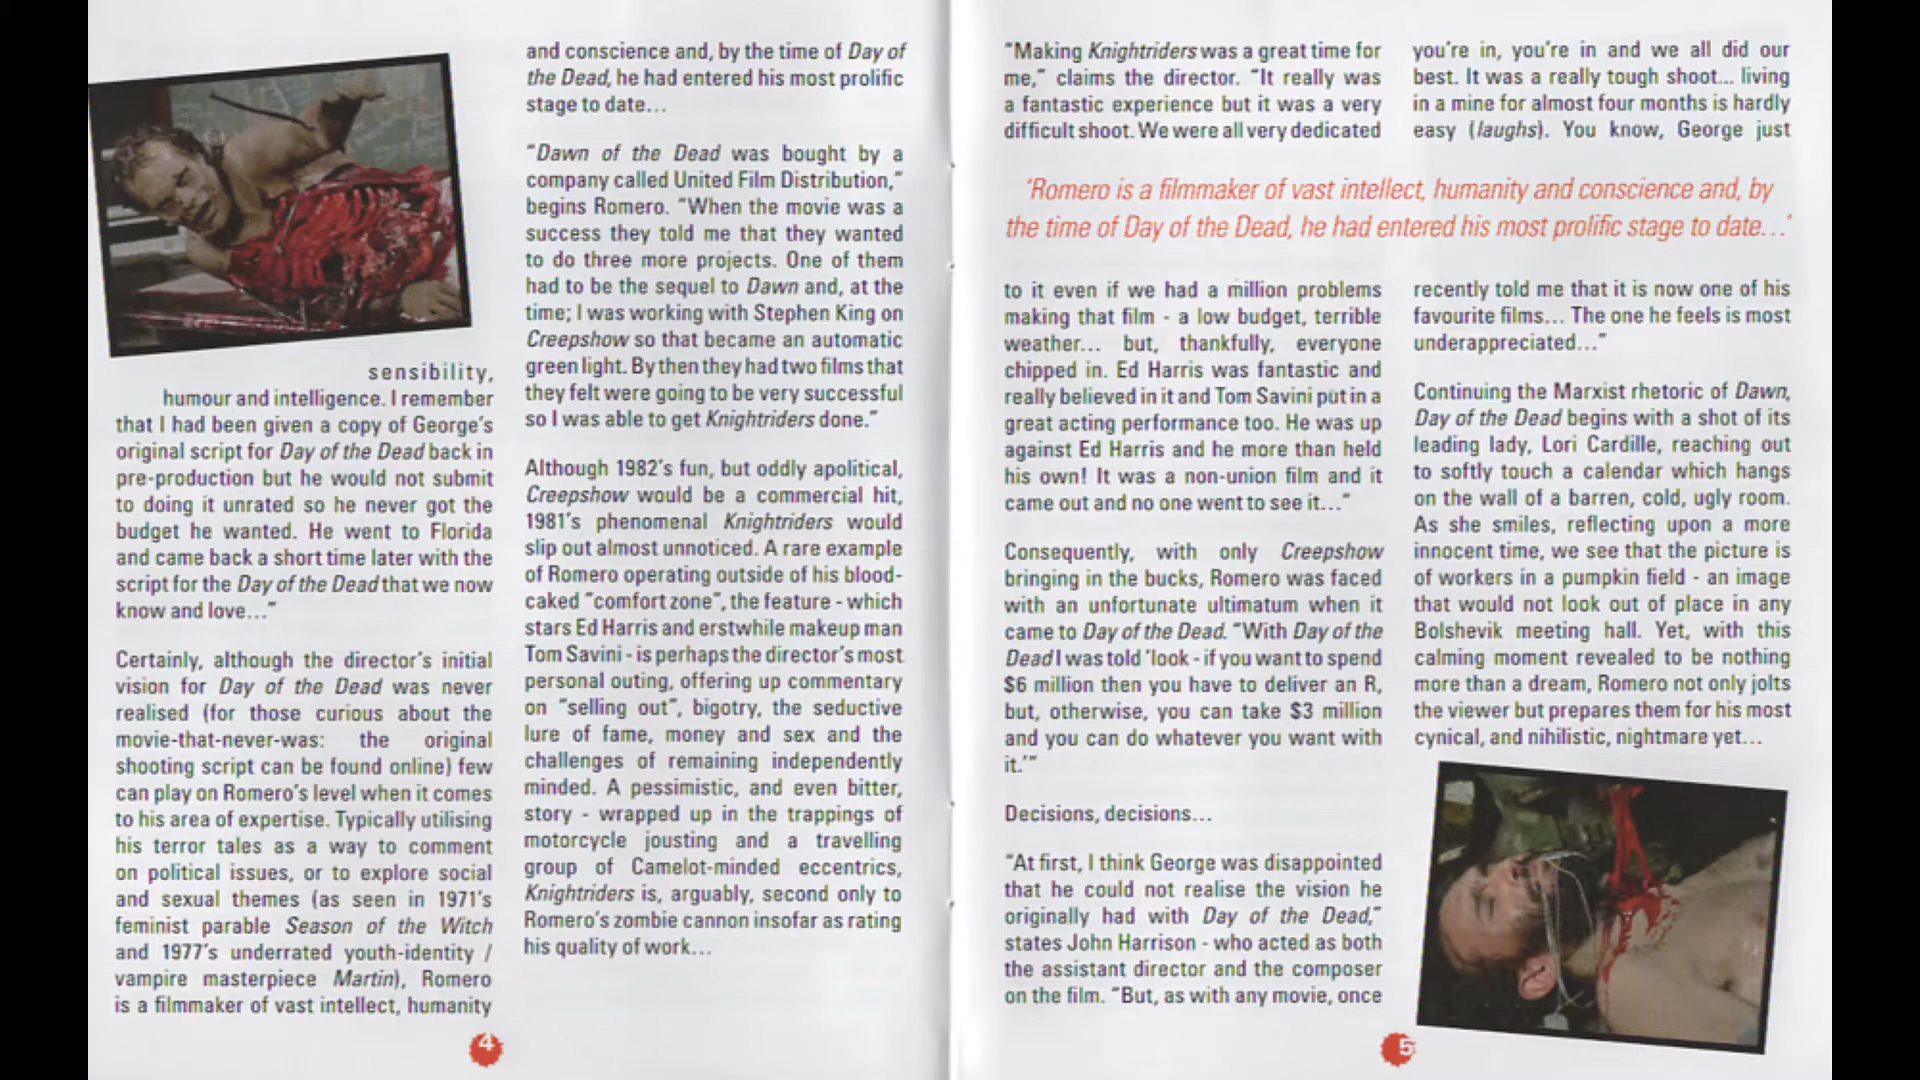 sensibility,
humour and intelligence. I remember
that I had been given a copy of George's
original script for Day of the Dead back in
pre-production but he would not submit
to doing it unrated so he never got the
budget he wanted. He went to Florida
and came back a short time later with the
script for the Day of the Dead that we now
know and love..."
Certainly, although the director's initial
vision for Day of the Dead was never
realised (for those curious about the
movie-that-never-was: the original
shooting script can be found online) few
can play on Romero's level when it comes
to his area of expertise. Typically utilising
his terror tales as a way to comment
on political issues, or to explore social
and sexual themes (as seen in 1971's
feminist parable Season of the Witch
and 1977's underrated youth-identity /
vampire masterpiece Martin), Romero
is a filmmaker of vast intellect, humanity
and conscience and, by the time of Day of
the Dead, he had entered his most prolific
stage to date...
"Dawn of the Dead was bought by a
company called United Film Distribution,"
begins Romero. "When the movie was a
success they told me that they wanted
to do three more projects. One of them
had to be the sequel to Dawn and, at the
time; I was working with Stephen King on
Creepshow so that became an automatic
green light. By then they had two films that
they felt were going to be very successful
so I was able to get Knightriders done."
Although 1982's fun, but oddly apolitical,
Creepshow would be a commercial hit,
1981's phenomenal Knightriders would
slip out almost unnoticed. A rare example
of Romero operating outside of his blood-
caked "comfort zone", the feature - which
stars Ed Harris and erstwhile makeup man
Tom Savini - is perhaps the director's most
personal outing, offering up commentary
on "selling out", bigotry, the seductive
lure of fame, money and sex and the
challenges of remaining independently
minded. A pessimistic, and even bitter,
story - wrapped up in the trappings of
motorcycle jousting and a travelling
group of Camelot-minded eccentrics,
Knightriders is, arguably, second only to
Romero's zombie cannon insofar as rating
his quality of work...
4
"Making Knightriders was a great time for
me," claims the director. "It really was
a fantastic experience but it was a very
difficult shoot. We were all very dedicated
'Romero is a filmmaker of vast intellect, humanity and conscience and, by
the time of Day of the Dead, he had entered his most prolific stage to date...'
to it even if we had a million problems
making that film - a low budget, terrible
weather... but, thankfully, everyone
chipped in. Ed Harris was fantastic and
really believed in it and Tom Savini put in a
great acting performance too. He was up
against Ed Harris and he more than held
his own! It was a non-union film and it
came out and no one went to see it..."
Consequently, with only Creepshow
bringing in the bucks, Romero was faced
with an unfortunate ultimatum when it
came to Day of the Dead. "With Day of the
Dead I was told 'look - if you want to spend
$6 million then you have to deliver an R,
but, otherwise, you can take $3 million
and you can do whatever you want with
it.'"
Decisions, decisions...
"At first, I think George was disappointed
that he could not realise the vision he
originally had with Day of the Dead,"
states John Harrison - who acted as both
the assistant director and the composer
on the film. "But, as with any movie, once
you're in, you're in and we all did our
best. It was a really tough shoot... living
in a mine for almost four months is hardly
easy (laughs). You know, George just
recently told me that it is now one of his
favourite films... The one he feels is most
underappreciated..."
Continuing the Marxist rhetoric of Dawn,
Day of the Dead begins with a shot of its
leading lady, Lori Cardille, reaching out
to softly touch a calendar which hangs
on the wall of a barren, cold, ugly room.
As she smiles, reflecting upon a more
innocent time, we see that the picture is
of workers in a pumpkin field - an image
that would not look out of place in any
Bolshevik meeting hall. Yet, with this
calming moment revealed to be nothing
more than a dream, Romero not only jolts
the viewer but prepares them for his most
cynical, and nihilistic, nightmare yet...
5